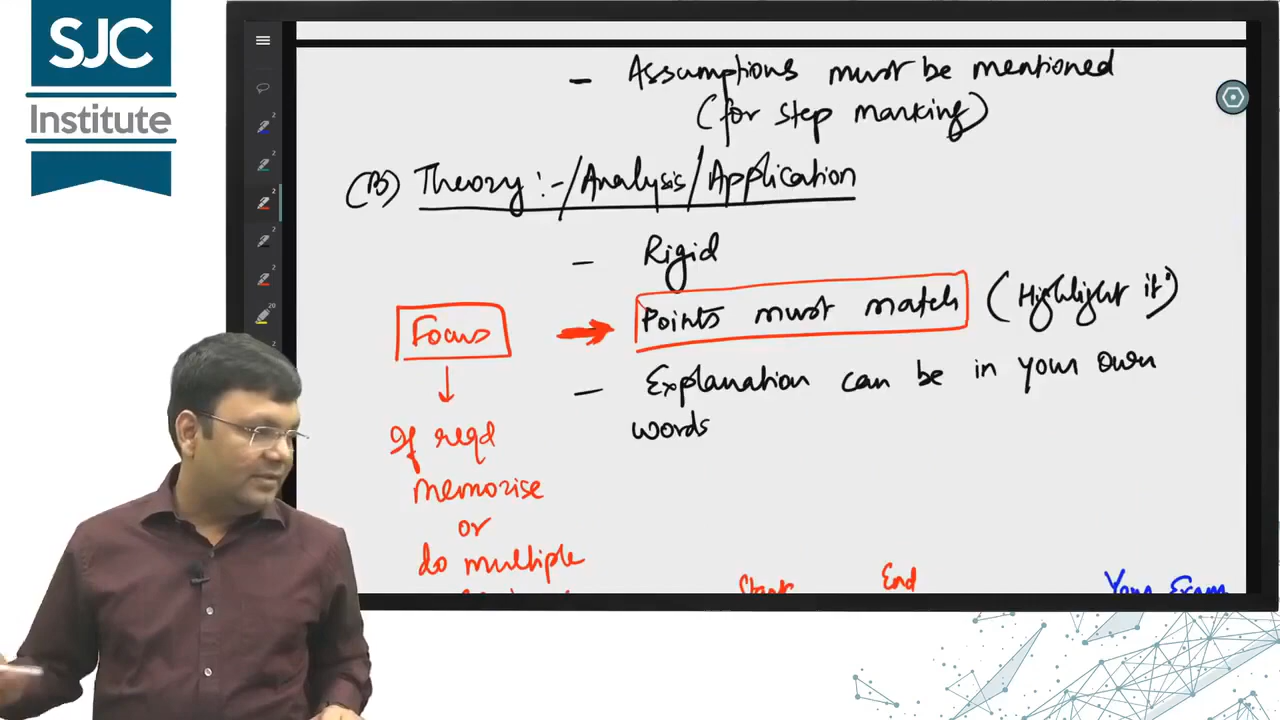 SJC
Institute
- Assumptions must be mentioned
(for step marking)
(B) Theory :-/Analysis/Application
- Rigid
Focus → Points must match (Highlight it)
- Explanation can be in your own
words
↓
If reqd
memorise
or
do multiple
Start End Your Exam